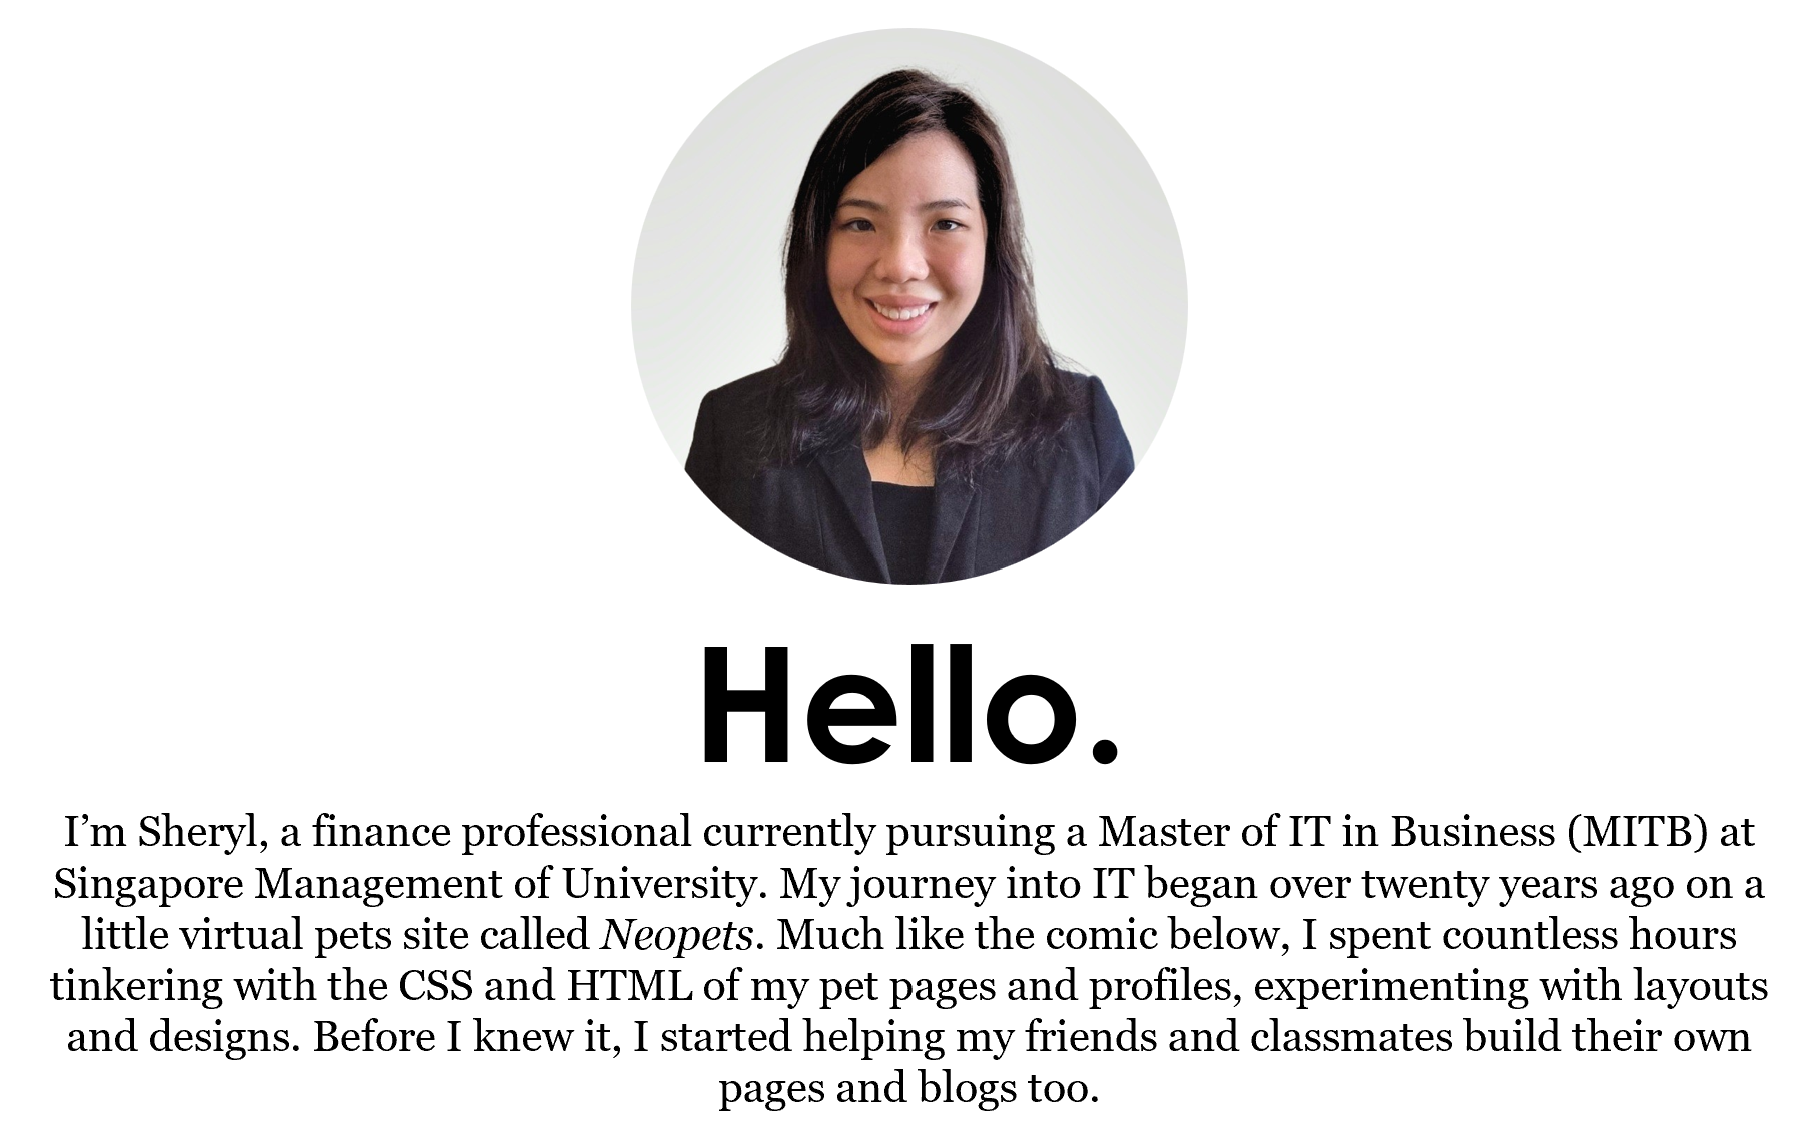 Hello.
I’m Sheryl, a finance professional currently pursuing a Master of IT in Business (MITB) at
Singapore Management of University. My journey into IT began over twenty years ago on a
little virtual pets site called Neopets. Much like the comic below, I spent countless hours
tinkering with the CSS and HTML of my pet pages and profiles, experimenting with layouts
and designs. Before I knew it, I started helping my friends and classmates build their own
pages and blogs too.